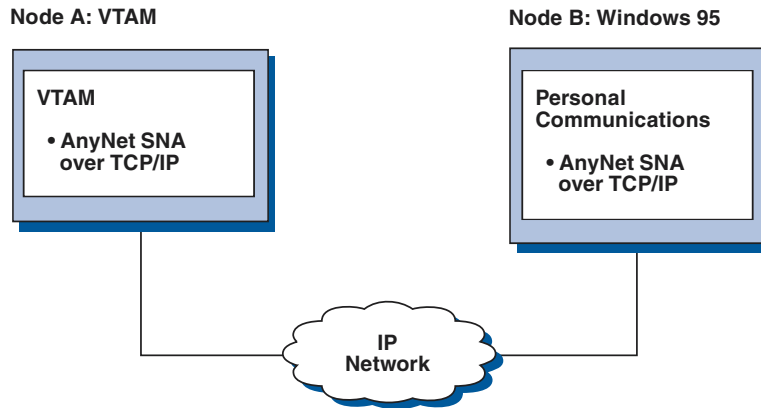 Node A: VTAM
VTAM
• AnyNet SNA
over TCP/IP
Node B: Windows 95
Personal
Communications
• AnyNet SNA
over TCP/IP
IP
Network